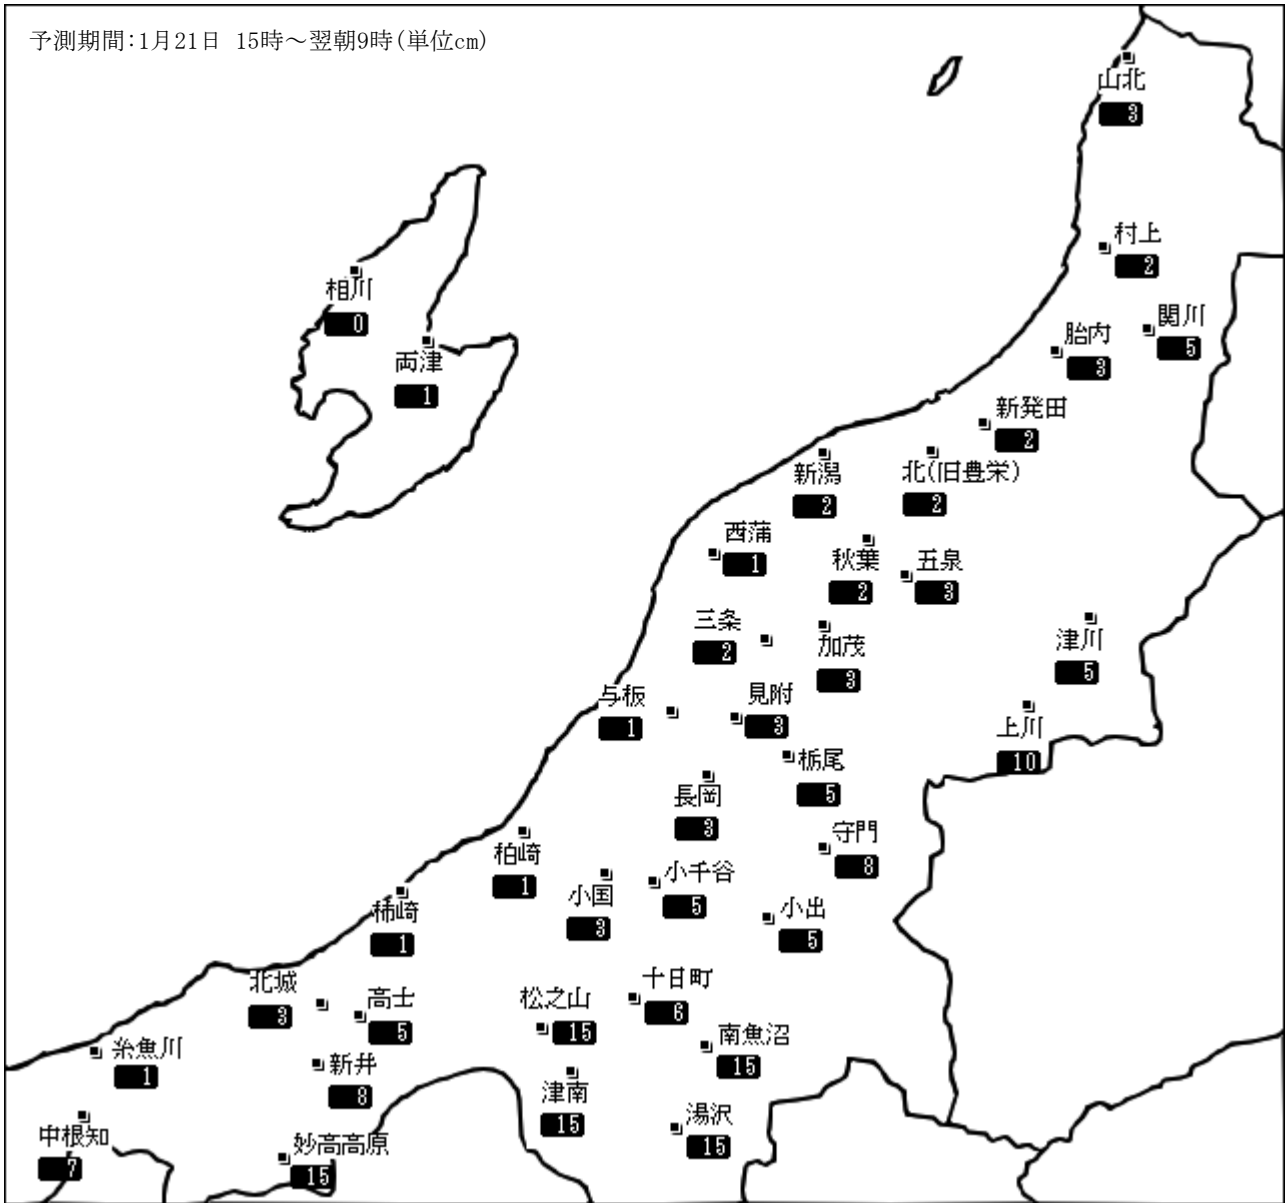 予測期間:1月21日 15時～翌朝9時(単位cm)
山北
3
村上
2
相川
0
関川
5
胎内
3
両津
1
新発田
2
新潟
2
北(旧豊栄)
2
西蒲
1
秋葉
2
五泉
3
三条
2
加茂
3
津川
5
与板
1
見附
3
上川
10
栃尾
5
長岡
3
守門
8
柏崎
1
小国
3
小千谷
5
小出
5
柿崎
1
北城
3
高士
5
松之山
15
十日町
6
南魚沼
15
糸魚川
1
新井
8
津南
15
湯沢
15
中根知
7
妙高高原
15